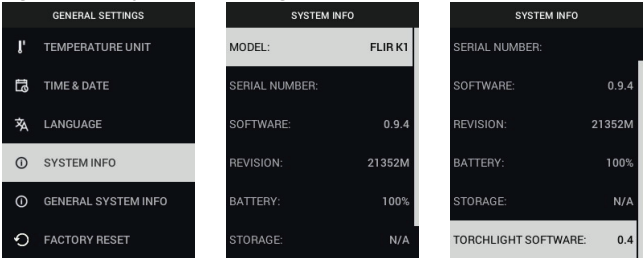 GENERAL SETTINGS
TEMPERATURE UNIT
TIME & DATE
LANGUAGE
SYSTEM INFO
GENERAL SYSTEM INFO
FACTORY RESET
SYSTEM INFO
MODEL: FLIR K1
SERIAL NUMBER:
SOFTWARE: 0.9.4
REVISION: 21352M
BATTERY: 100%
STORAGE: N/A
SYSTEM INFO
SERIAL NUMBER:
SOFTWARE: 0.9.4
REVISION: 21352M
BATTERY: 100%
STORAGE: N/A
TORCHLIGHT SOFTWARE: 0.4